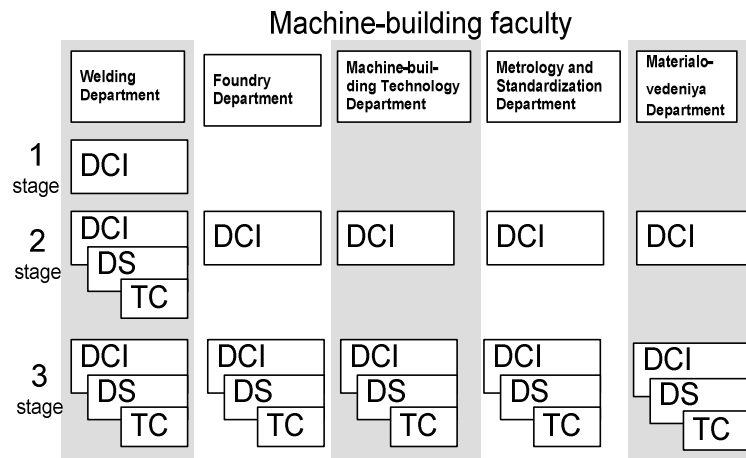 Machine-building faculty
Welding
Department
Foundry
Department
Machine-buil-
ding Technology
Department
Metrology and
Standardization
Department
Materialo-
vedeniya
Department
1
stage
DCI
2
stage
DCI
DS
TC
DCI
DCI
DCI
DCI
3
stage
DCI
DS
TC
DCI
DS
TC
DCI
DS
TC
DCI
DS
TC
DCI
DS
TC